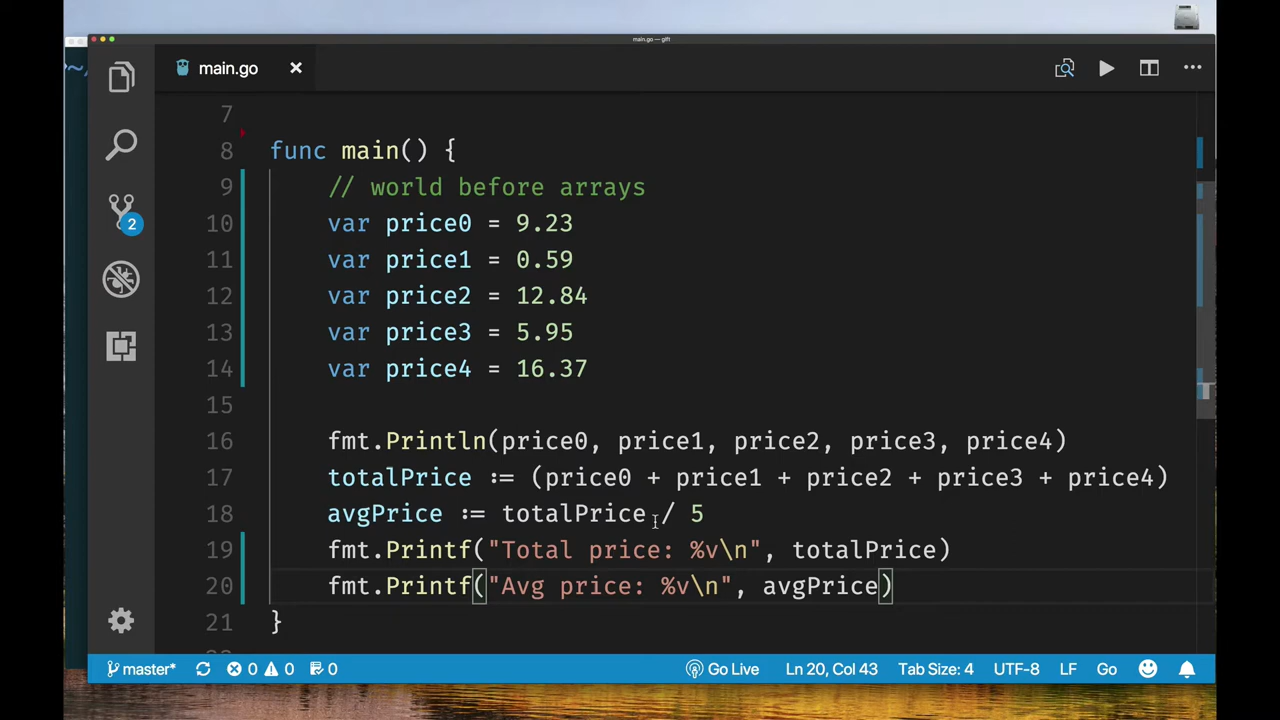 main.go — gift
main.go
7
8 func main() {
9 // world before arrays
10 var price0 = 9.23
11 var price1 = 0.59
12 var price2 = 12.84
13 var price3 = 5.95
14 var price4 = 16.37
15
16 fmt.Println(price0, price1, price2, price3, price4)
17 totalPrice := (price0 + price1 + price2 + price3 + price4)
18 avgPrice := totalPrice / 5
19 fmt.Printf("Total price: %v\n", totalPrice)
20 fmt.Printf("Avg price: %v\n", avgPrice)
21 }
2
master* 0 0 0 Go Live Ln 20, Col 43 Tab Size: 4 UTF-8 LF Go